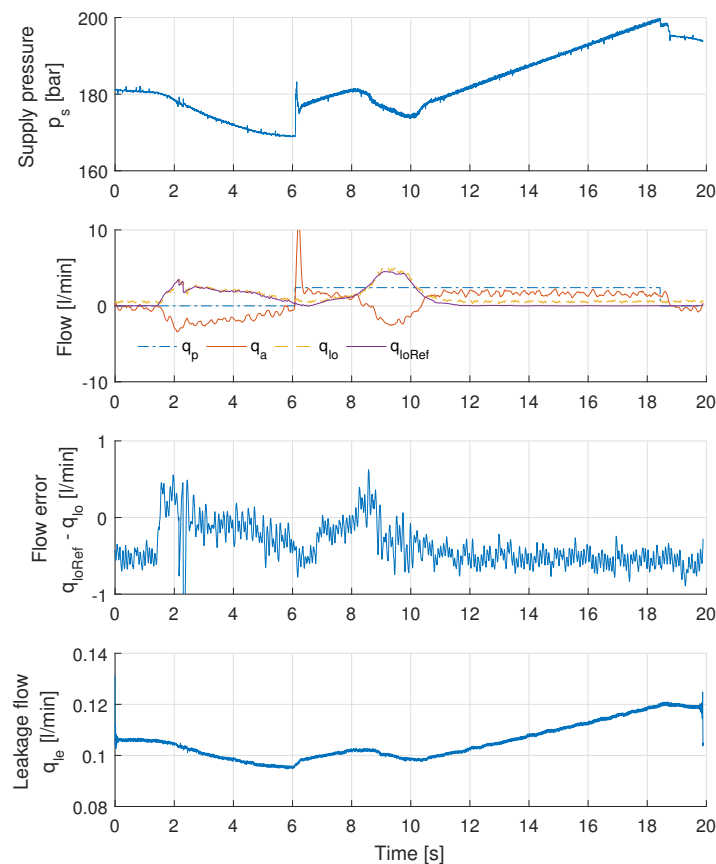 Supply pressure
p_s [bar]
200
180
160
0 2 4 6 8 10 12 14 16 18 20
Flow [l/min]
10
0
-10
q_p q_a q_lo q_loRef
0 2 4 6 8 10 12 14 16 18 20
Flow error
q_loRef - q_lo [l/min]
1
0
-1
0 2 4 6 8 10 12 14 16 18 20
Leakage flow
q_le [l/min]
0.14
0.12
0.1
0.08
0 2 4 6 8 10 12 14 16 18 20
Time [s]